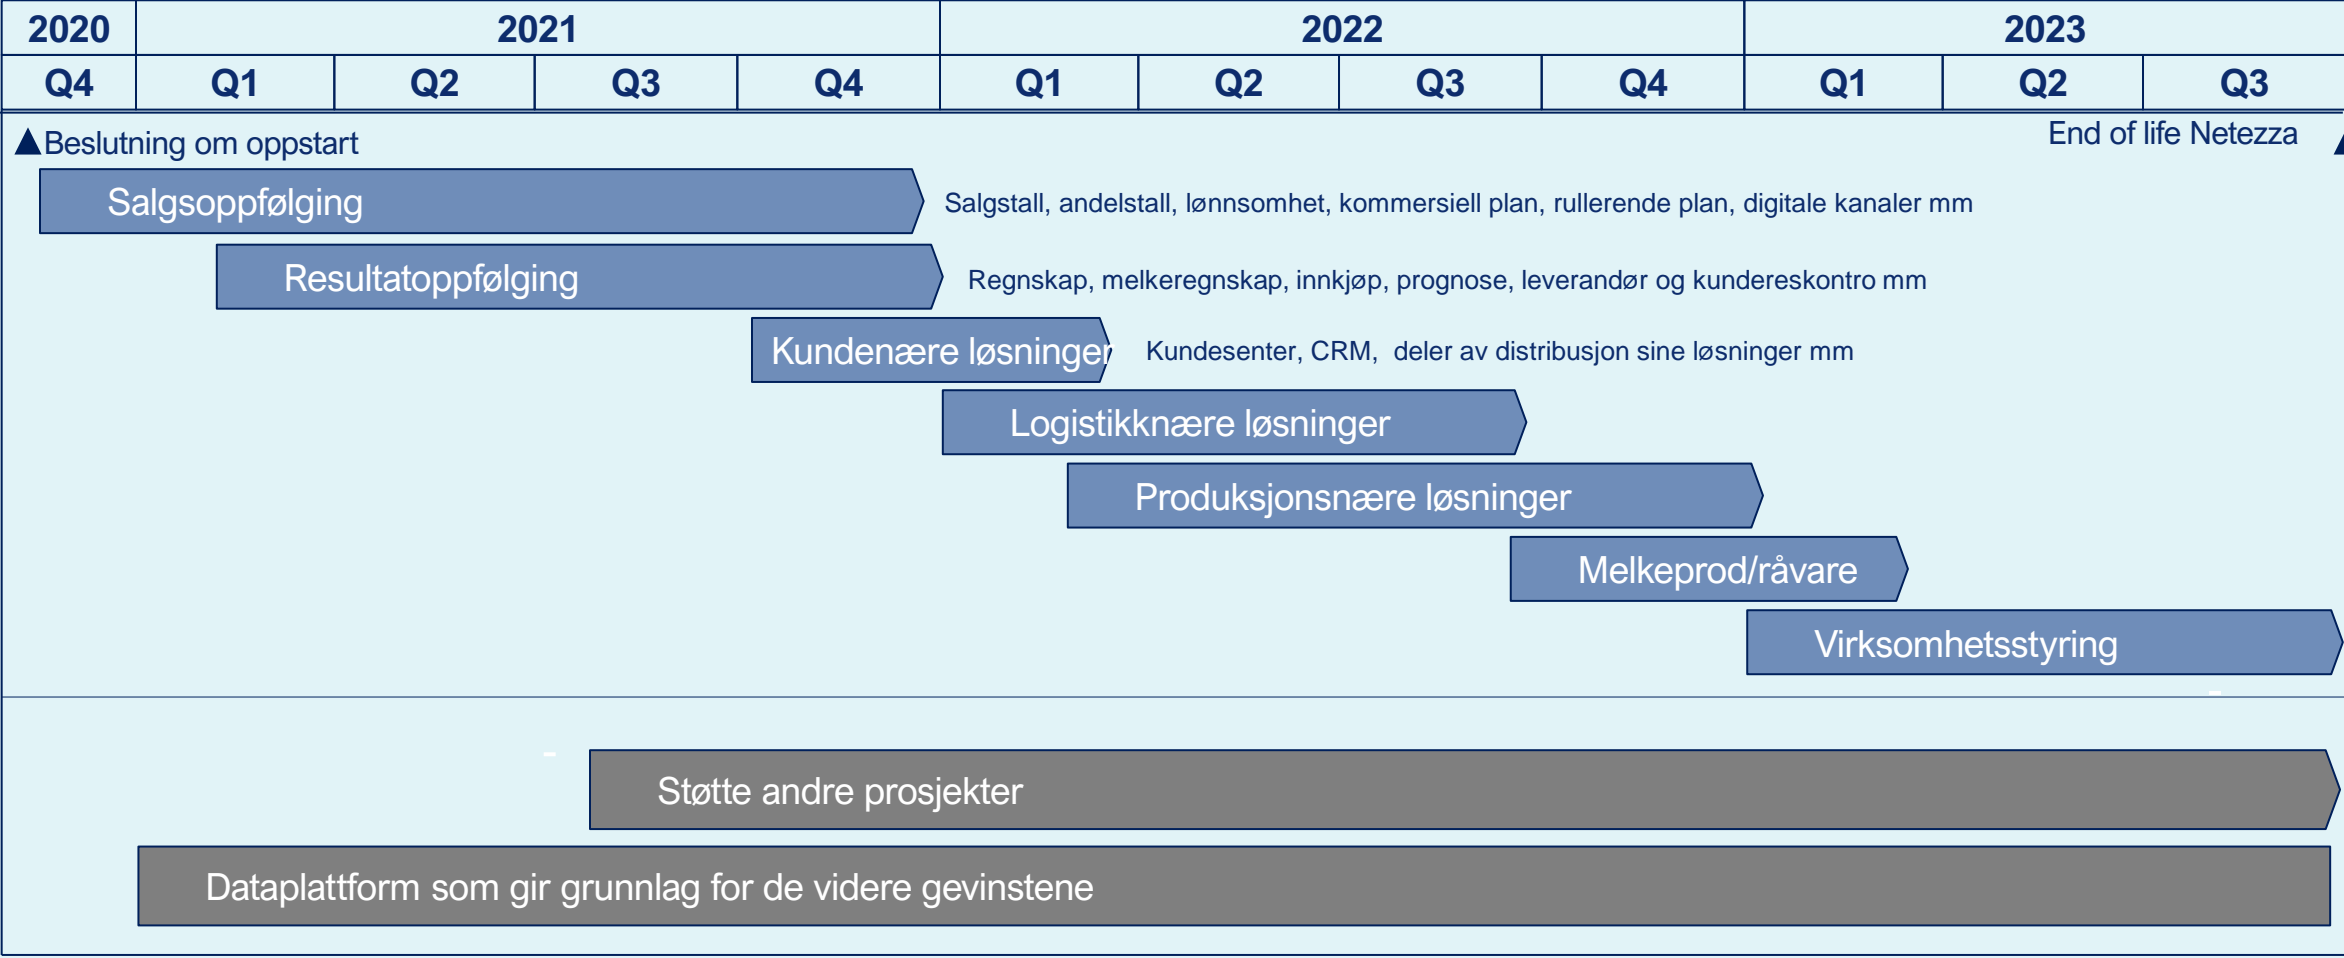 2020 2021 2022 2023
Q4 Q1 Q2 Q3 Q4 Q1 Q2 Q3 Q4 Q1 Q2 Q3
Beslutning om oppstart
End of life Netezza
Salgsoppfølging
Salgstall, andelstall, lønnsomhet, kommersiell plan, rullerende plan, digitale kanaler mm
Resultatoppfølging
Regnskap, melkeregnskap, innkjøp, prognose, leverandør og kundereskontro mm
Kundenære løsninger
Kundesenter, CRM, deler av distribusjon sine løsninger mm
Logistikknære løsninger
Produksjonsnære løsninger
Melkeprod/råvare
Virksomhetsstyring
-
-
Støtte andre prosjekter
Dataplattform som gir grunnlag for de videre gevinstene